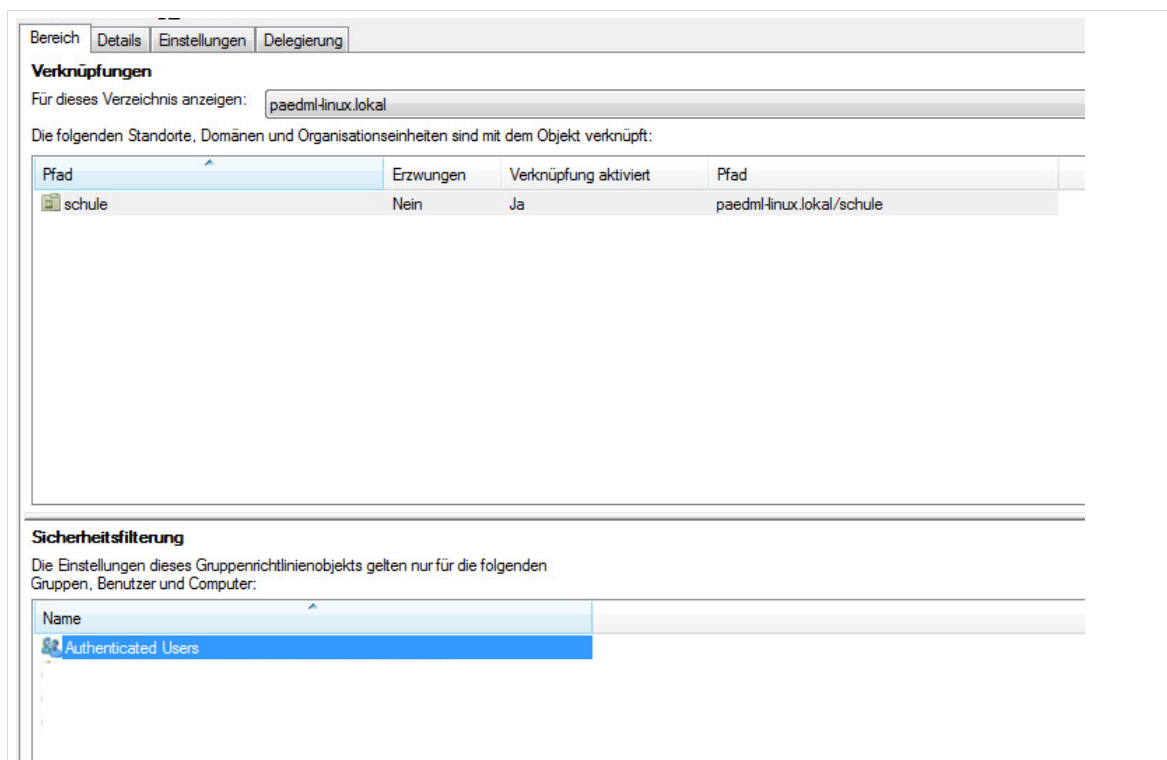 Bereich Details Einstellungen Delegierung
Verknüpfungen
Für dieses Verzeichnis anzeigen: paedml-linux.lokal
Die folgenden Standorte, Domänen und Organisationseinheiten sind mit dem Objekt verknüpft:
Pfad Erzwungen Verknüpfung aktiviert Pfad
schule Nein Ja paedml-linux.lokal/schule
Sicherheitsfilterung
Die Einstellungen dieses Gruppenrichtlinienobjekts gelten nur für die folgenden
Gruppen, Benutzer und Computer:
Name
Authenticated Users